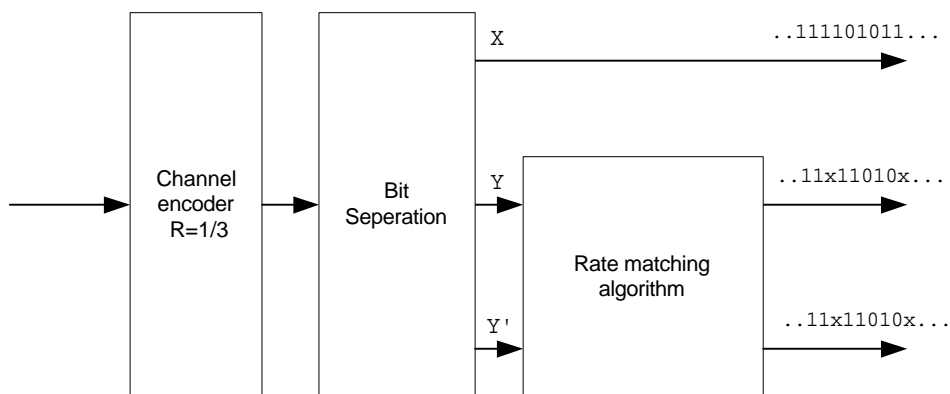 X
..111101011...
Channel
encoder
R=1/3
Bit
Seperation
Y
..11x11010x...
Rate matching
algorithm
Y'
..11x11010x...